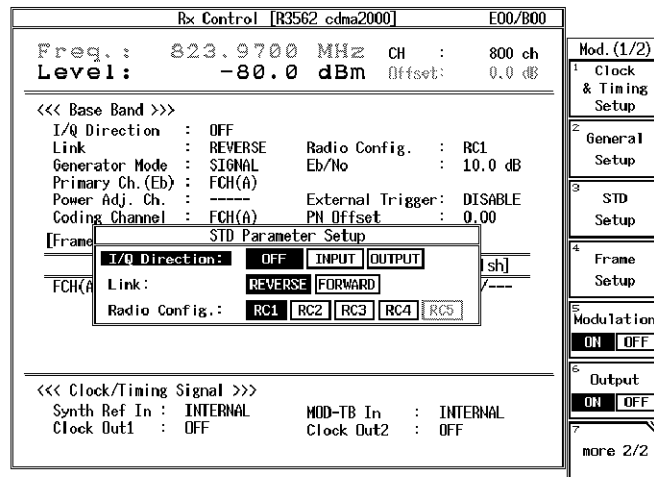 Rx Control [R3562 cdma2000] E00/B00
Freq.: 823.9700 MHz CH : 800 ch
Level: -80.0 dBm Offset: 0.0 dB
<<< Base Band >>>
I/Q Direction : OFF
Link : REVERSE Radio Config. : RC1
Generator Mode : SIGNAL Eb/No : 10.0 dB
Primary Ch.(Eb) : FCH(A)
Power Adj. Ch. : ----- External Trigger: DISABLE
Coding Channel : FCH(A) PN Offset : 0.00
[Frame
STD Parameter Setup
I/Q Direction: OFF INPUT OUTPUT
Link: REVERSE FORWARD
Radio Config.: RC1 RC2 RC3 RC4 RC5
sh]
FCH(A /---
<<< Clock/Timing Signal >>>
Synth Ref In : INTERNAL MOD-TB In : INTERNAL
Clock Out1 : OFF Clock Out2 : OFF
Mod.(1/2)
1 Clock
& Timing
Setup
2 General
Setup
3 STD
Setup
4 Frame
Setup
5 Modulation
ON OFF
6 Output
ON OFF
7
more 2/2